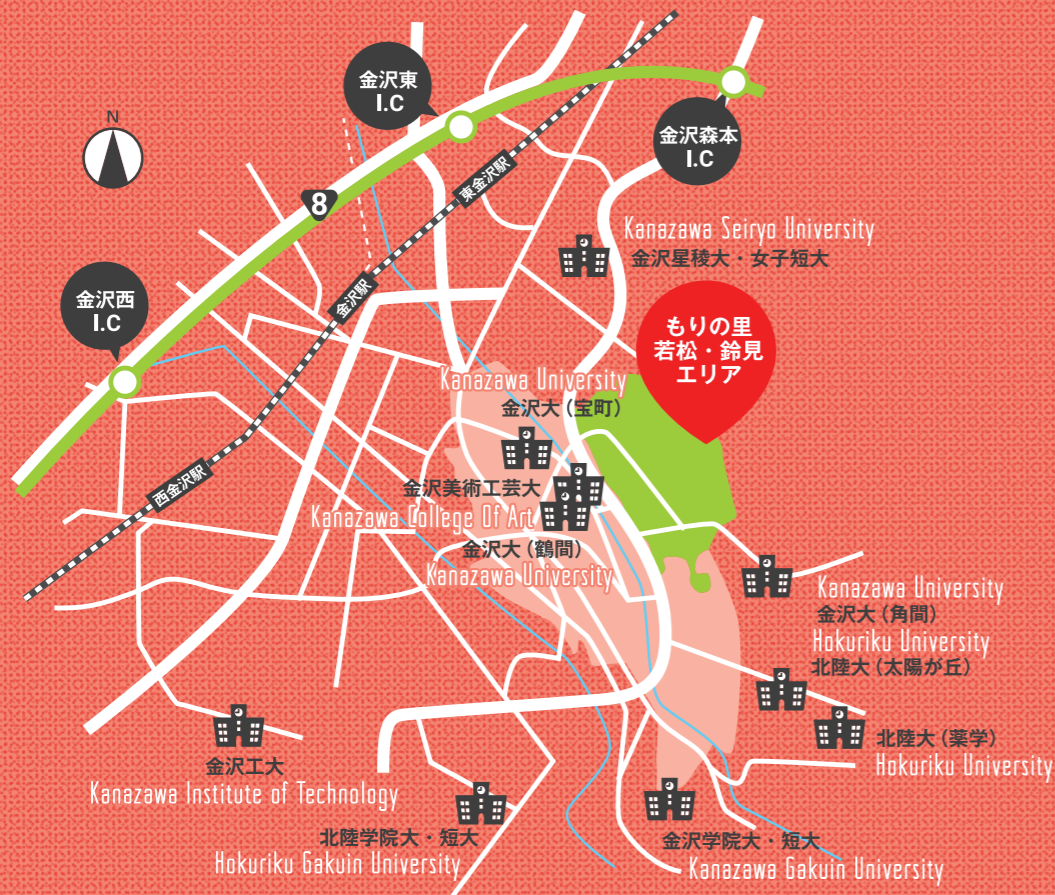 金沢東
I.C
N
金沢森本
I.C
東金沢駅
8
Kanazawa Seiryo University
金沢星稜大・女子短大
金沢西
I.C
金沢駅
もりの里
若松・鈴見
エリア
Kanazawa University
金沢大（宝町）
西金沢駅
金沢美術工芸大
Kanazawa College Of Art
金沢大（鶴間）
Kanazawa University
Kanazawa University
金沢大（角間）
Hokuriku University
北陸大（太陽が丘）
北陸大（薬学）
Hokuriku University
金沢工大
Kanazawa Institute of Technology
北陸学院大・短大
Hokuriku Gakuin University
金沢学院大・短大
Kanazawa Gakuin University